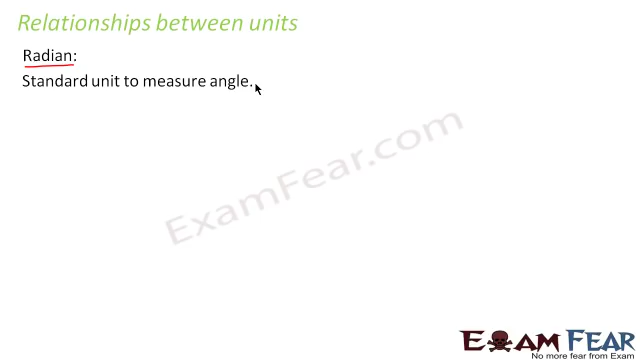 Relationships between units
Radian:
Standard unit to measure angle.
ExamFear.com
EXAM FEAR
No more fear from Exam